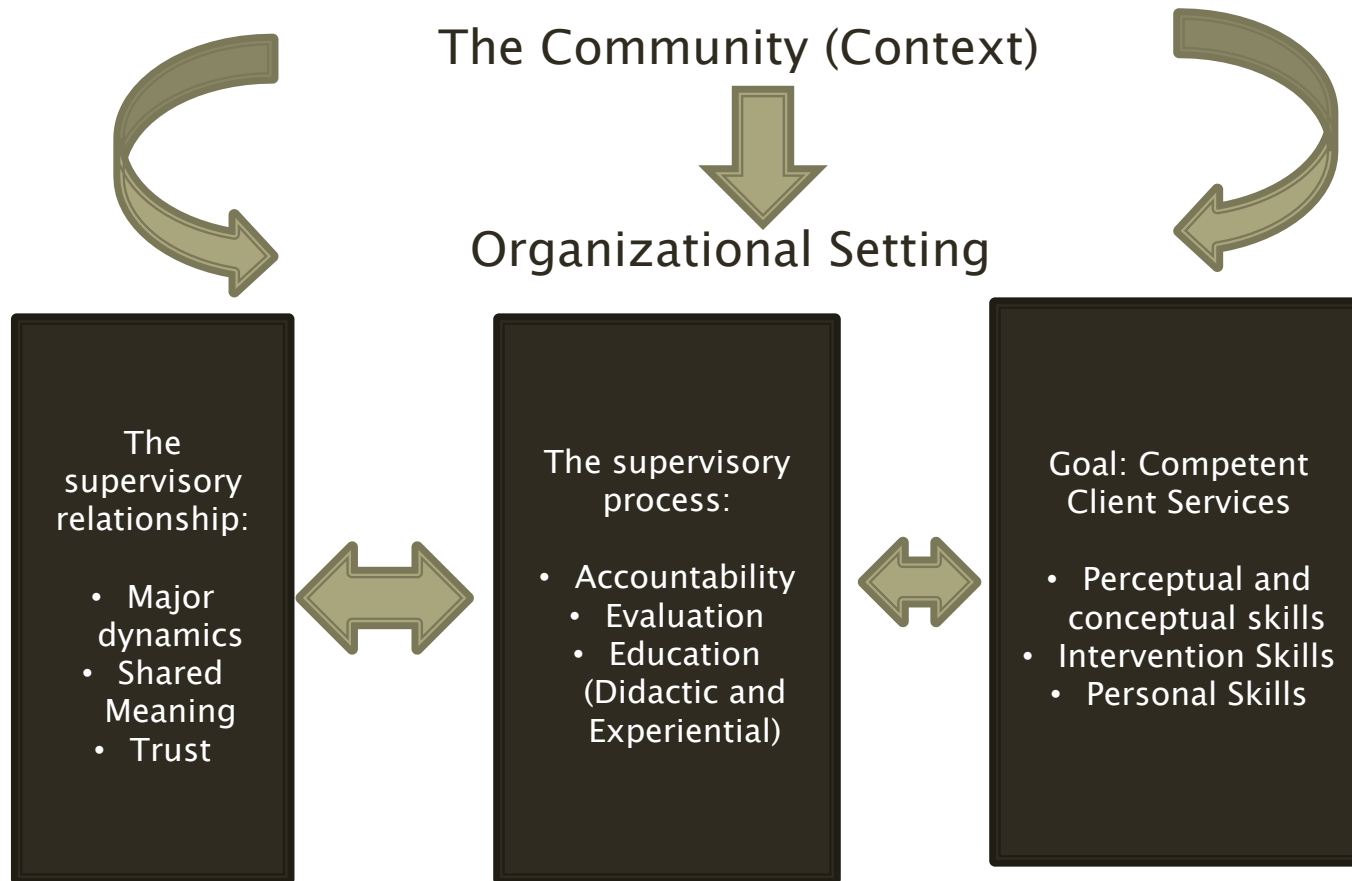 The Community (Context)
Organizational Setting
The
supervisory
relationship:
• Major
dynamics
• Shared
Meaning
• Trust
The supervisory
process:
• Accountability
• Evaluation
• Education
(Didactic and
Experiential)
Goal: Competent
Client Services
• Perceptual and
conceptual skills
• Intervention Skills
• Personal Skills